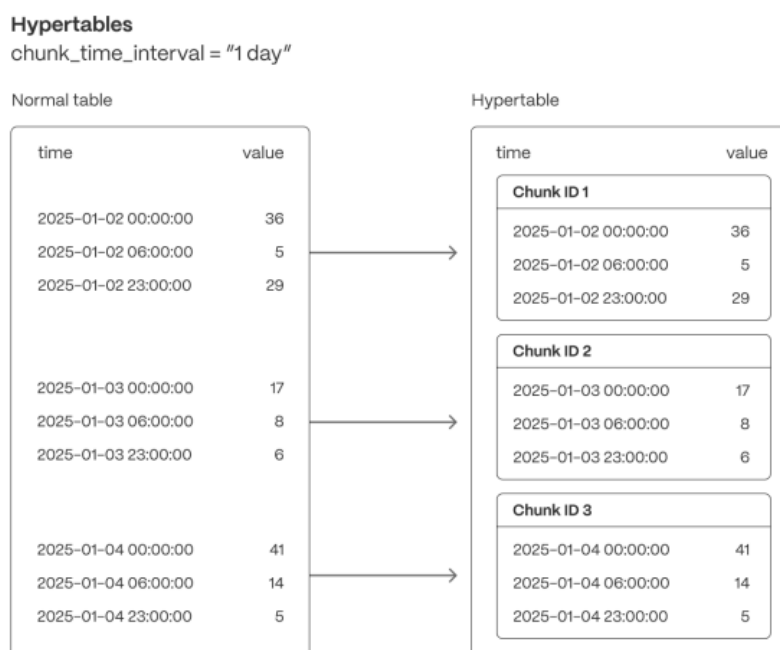 Hypertables
chunk_time_interval = "1 day"
Normal table
time value
2025-01-02 00:00:00 36
2025-01-02 06:00:00 5
2025-01-02 23:00:00 29
2025-01-03 00:00:00 17
2025-01-03 06:00:00 8
2025-01-03 23:00:00 6
2025-01-04 00:00:00 41
2025-01-04 06:00:00 14
2025-01-04 23:00:00 5
Hypertable
time value
Chunk ID 1
2025-01-02 00:00:00 36
2025-01-02 06:00:00 5
2025-01-02 23:00:00 29
Chunk ID 2
2025-01-03 00:00:00 17
2025-01-03 06:00:00 8
2025-01-03 23:00:00 6
Chunk ID 3
2025-01-04 00:00:00 41
2025-01-04 06:00:00 14
2025-01-04 23:00:00 5